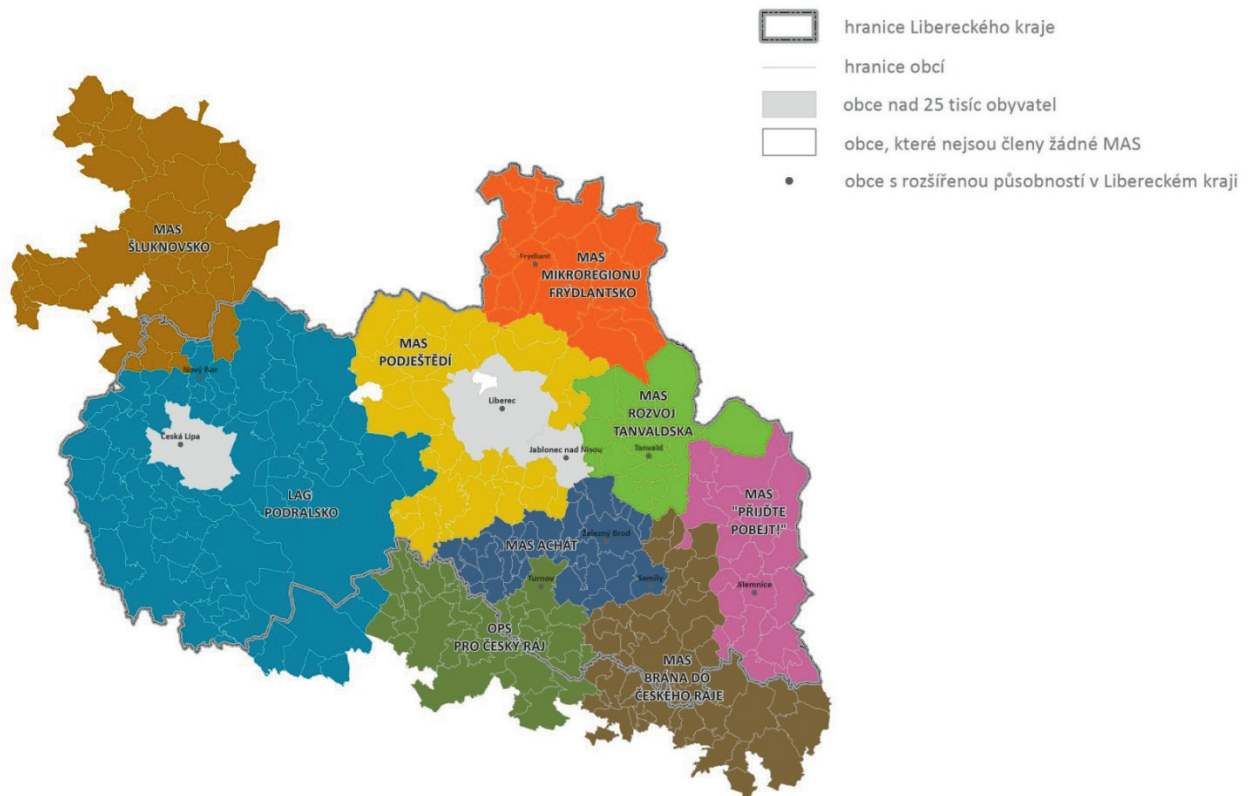 hranice Libereckého kraje
hranice obcí
obce nad 25 tisíc obyvatel
obce, které nejsou členy žádné MAS
obce s rozšířenou působností v Libereckém kraji
MAS
ŠLUKNOVSKO
Frýdlant
MAS
MIKROREGIONU
FRÝDLANTSKO
MAS
PODJEŠTĚDÍ
Nový Bor
Liberec
MAS
ROZVOJ
TANVALDSKA
Česká Lípa
Jablonec nad Nisou
Tanvald
LAG
PODRALSKO
MAS
"PŘIJĎTE
POBEJT!"
Železný Brod
MAS ACHÁT
Turnov
Semily
Jilemnice
OPS
PRO ČESKÝ RÁJ
MAS
BRÁNA DO
ČESKÉHO RÁJE